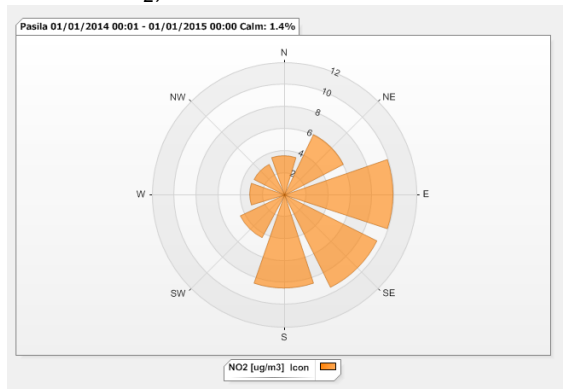 Pasila 01/01/2014 00:01 - 01/01/2015 00:00 Calm: 1.4%
N
12
NW
10
NE
8
6
4
2
W
E
SW
SE
S
NO2 [ug/m3] Icon